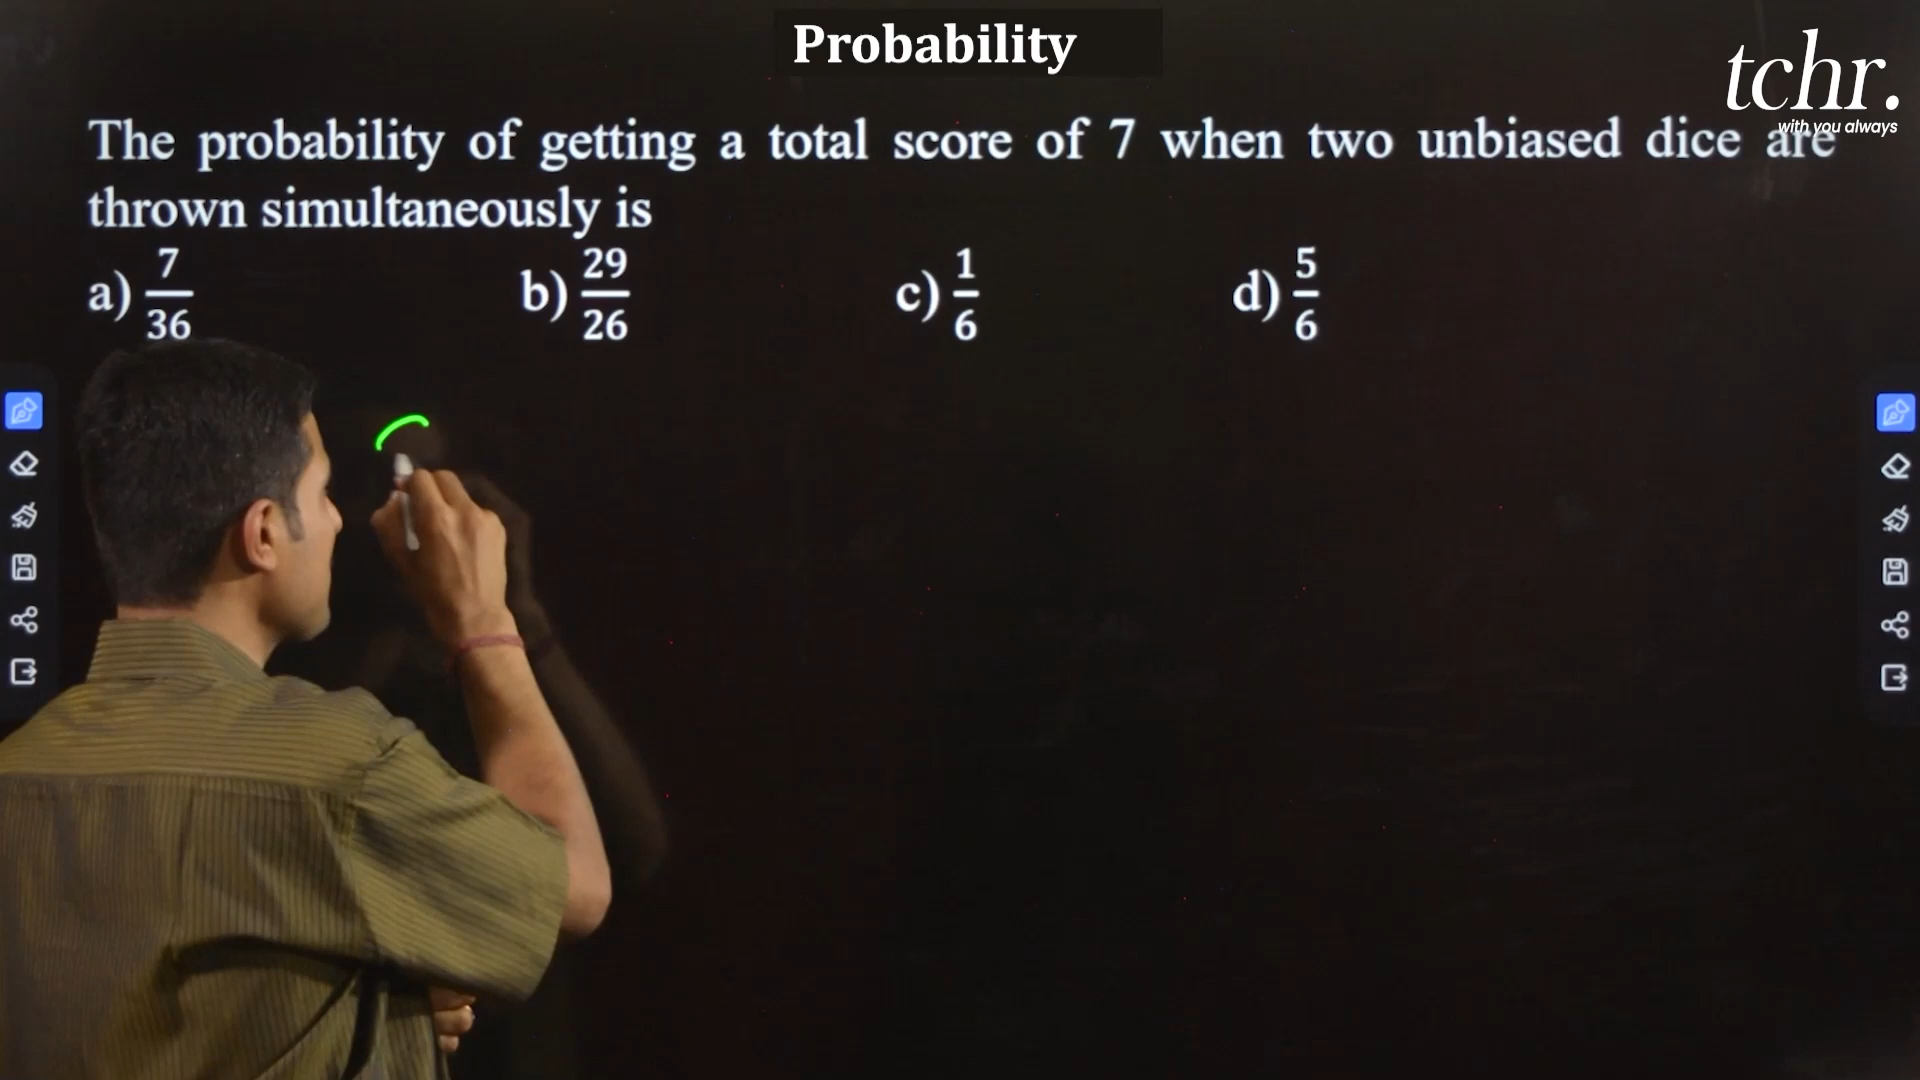 Probability
tchr.
with you always
The probability of getting a total score of 7 when two unbiased dice are
thrown simultaneously is
a) 7/36 b) 29/26 c) 1/6 d) 5/6